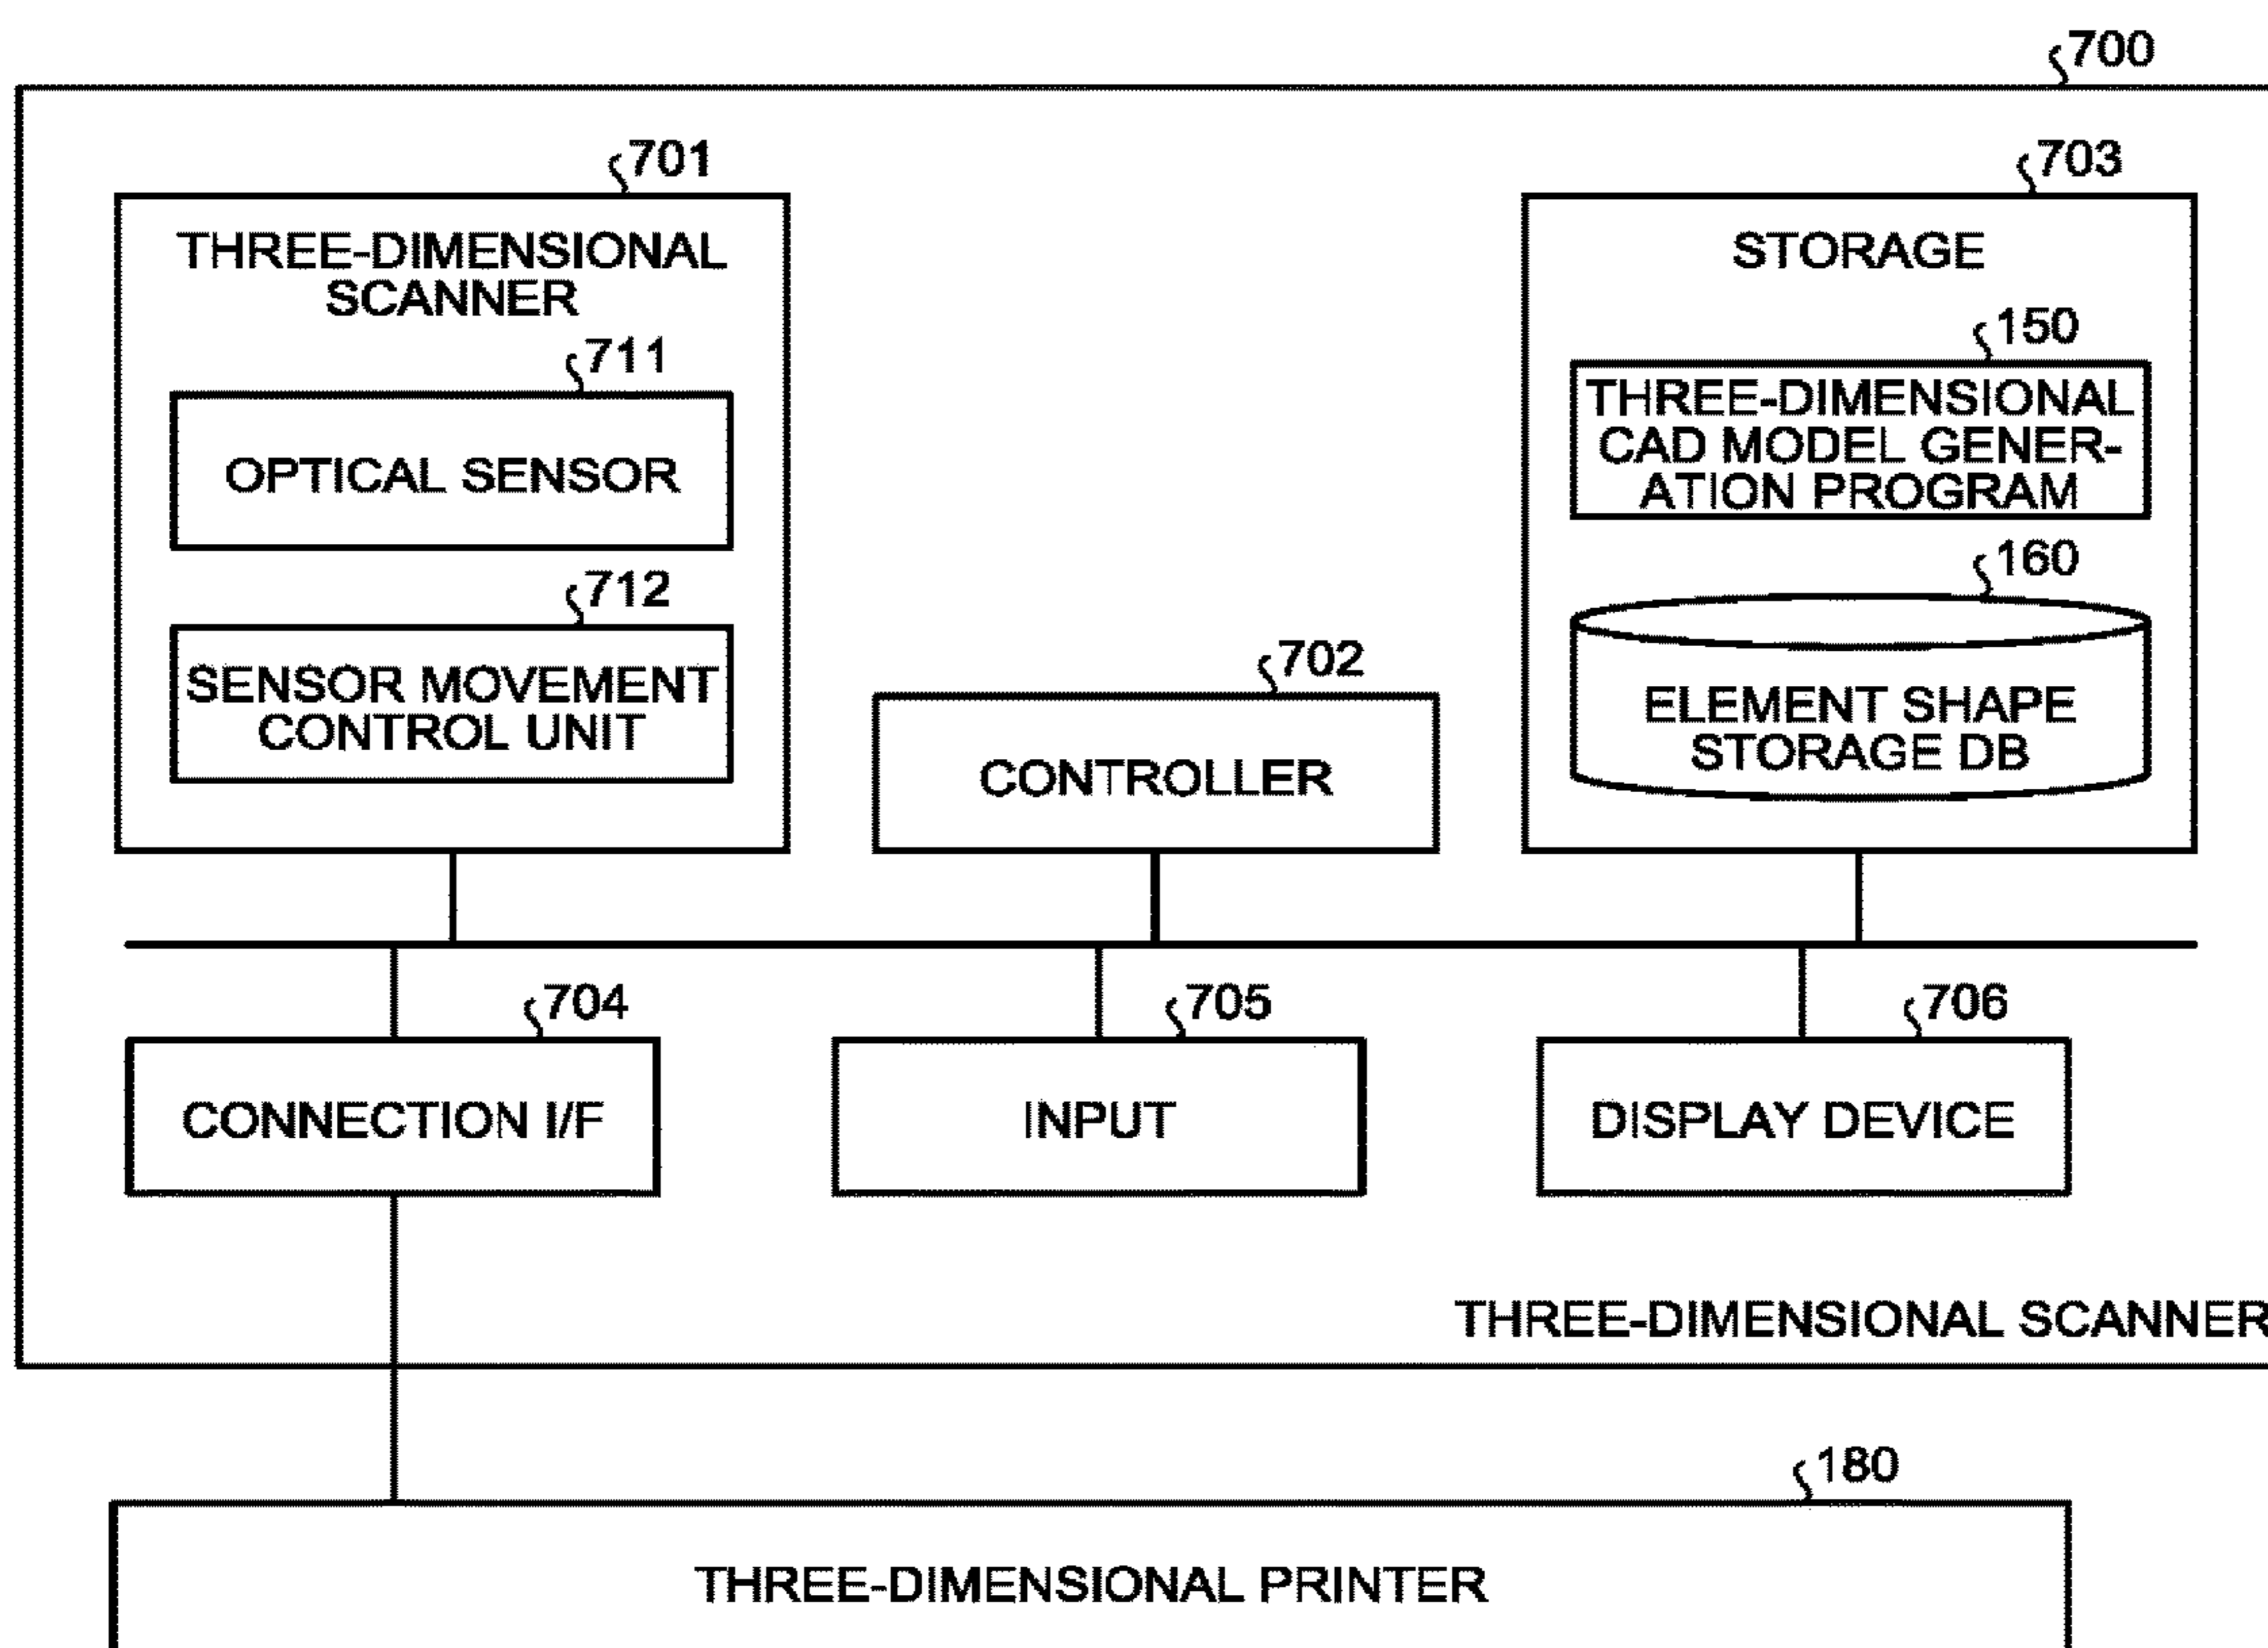 700
701
703
THREE-DIMENSIONAL
SCANNER
711
OPTICAL SENSOR
712
SENSOR MOVEMENT
CONTROL UNIT
702
CONTROLLER
STORAGE
150
THREE-DIMENSIONAL
CAD MODEL GENER-
ATION PROGRAM
160
ELEMENT SHAPE
STORAGE DB
704
CONNECTION I/F
705
INPUT
706
DISPLAY DEVICE
THREE-DIMENSIONAL SCANNER
180
THREE-DIMENSIONAL PRINTER